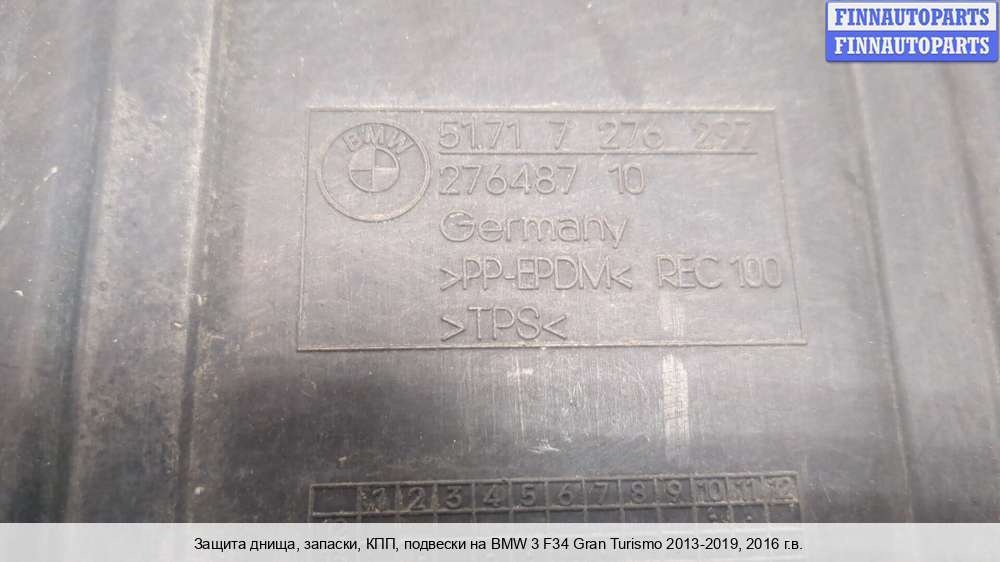 FINNAUTOPARTS
FINNAUTOPARTS
BMW
51.71 7 276 297
276487 10
Germany
>PP-EPDM< REC 100
>TPS<
1 2 3 4 5 6 7 8 9 10 11 12
Защита днища, запаски, КПП, подвески на BMW 3 F34 Gran Turismo 2013-2019, 2016 г.в.